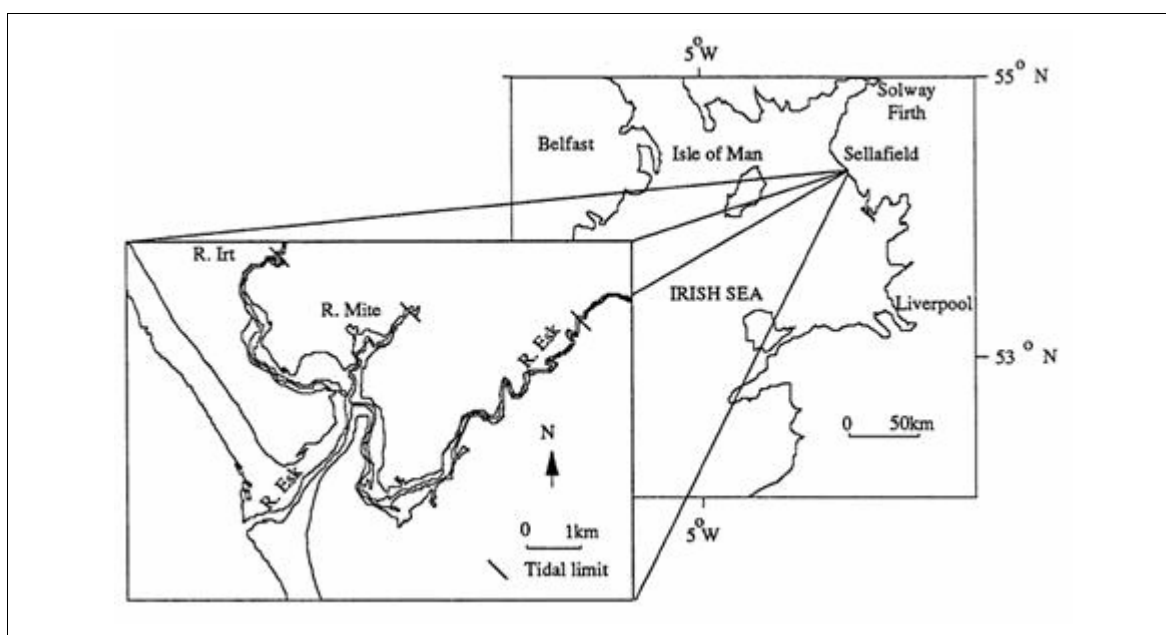 5°W
55° N
Solway
Firth
Belfast
Isle of Man
Sellafield
R. Irt
R. Mite
IRISH SEA
Liverpool
R. Esk
53° N
0 50km
N
R. Esk
0 1km
5°W
Tidal limit